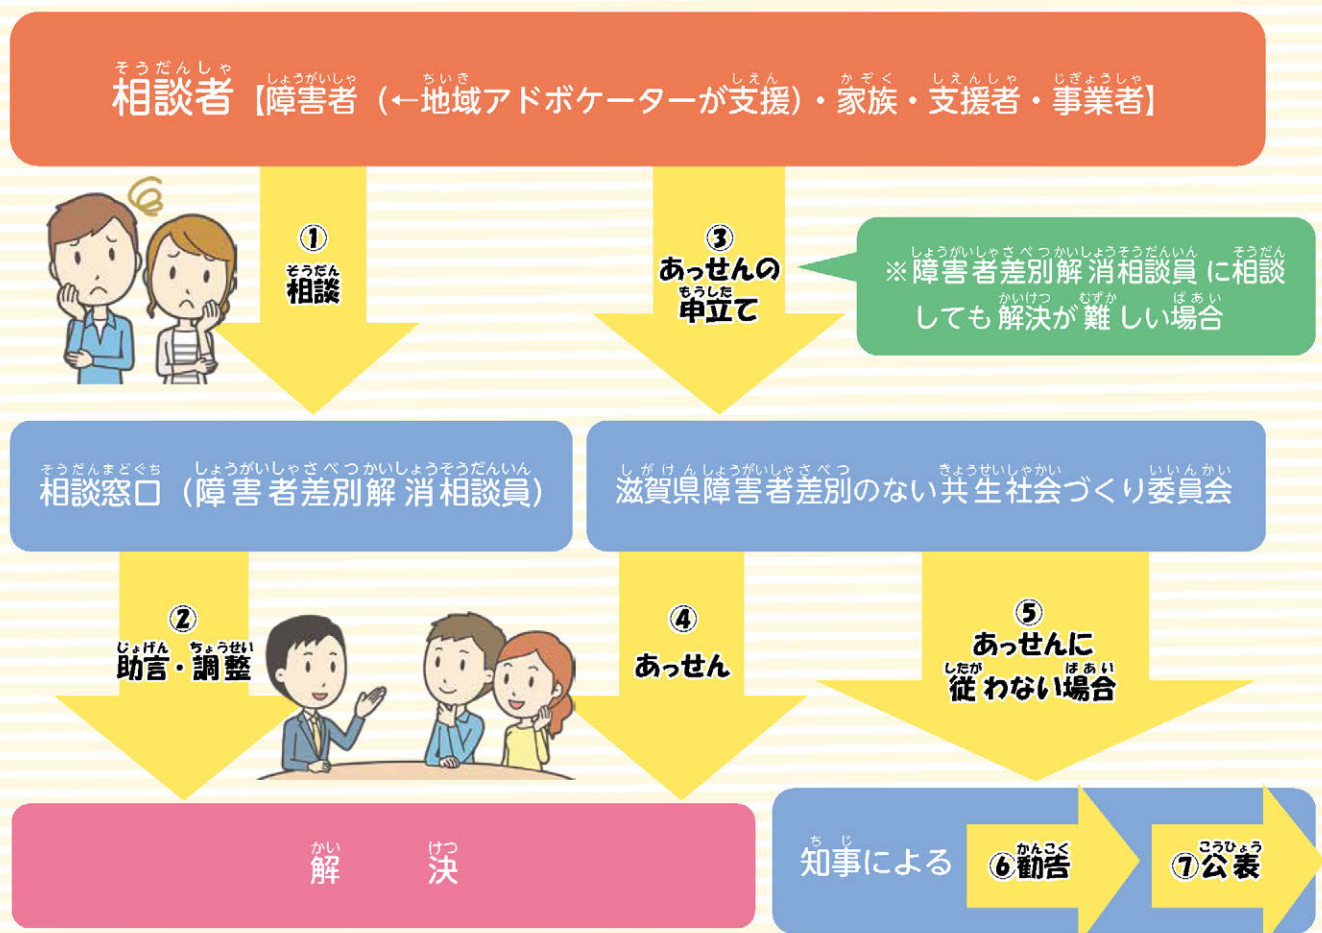 そうだんしゃ しょうがいしゃ ちいき しえん かぞく しえんしゃ じぎょうしゃ
相談者【障害者（←地域アドボケーターが支援）・家族・支援者・事業者】
①
そうだん
相談
③
あっせんの
もうした
申立て
しょうがいしゃさべつかいしょうそうだんいん そうだん
※障害者差別解消相談員に相談
かいけつ むずか ばあい
しても解決が難しい場合
そうだんまどぐち しょうがいしゃさべつかいしょうそうだんいん
相談窓口（障害者差別解消相談員）
しがけんしょうがいしゃさべつ きょうせいしゃかい いいんかい
滋賀県障害者差別のない共生社会づくり委員会
②
じょげん ちょうせい
助言・調整
④
あっせん
⑤
あっせんに
したが ばあい
従わない場合
かい けつ
解 決
ちじ
知事による
かんこく
⑥勧告
こうひょう
⑦公表